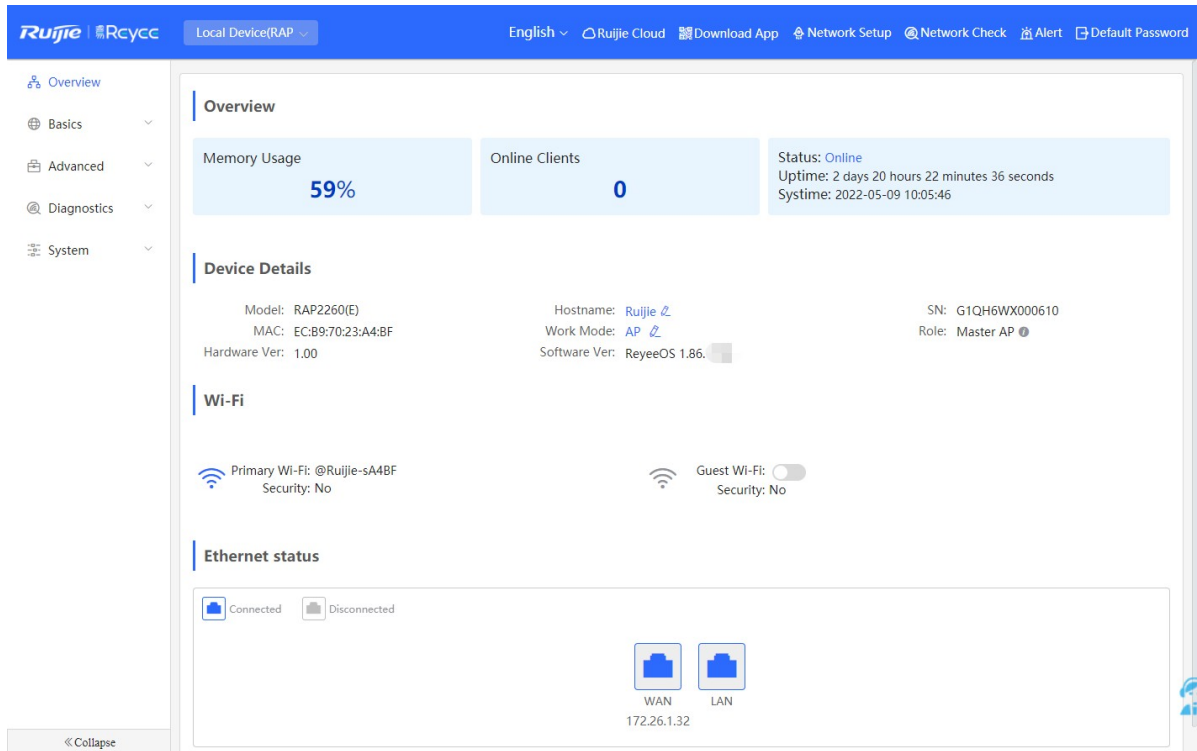 Ruijie Rcycc Local Device(RAP English Ruijie Cloud Download App Network Setup Network Check Alert Default Password
Overview
Basics
Advanced
Diagnostics
System
Collapse
Overview
Memory Usage
59%
Online Clients
0
Status: Online
Uptime: 2 days 20 hours 22 minutes 36 seconds
Systime: 2022-05-09 10:05:46
Device Details
Model: RAP2260(E) Hostname: Ruijie SN: G1QH6WX000610
MAC: EC:B9:70:23:A4:BF Work Mode: AP Role: Master AP
Hardware Ver: 1.00 Software Ver: ReyeeOS 1.86.
Wi-Fi
Primary Wi-Fi: @Ruijie-sA4BF
Security: No
Guest Wi-Fi:
Security: No
Ethernet status
Connected Disconnected
WAN LAN
172.26.1.32